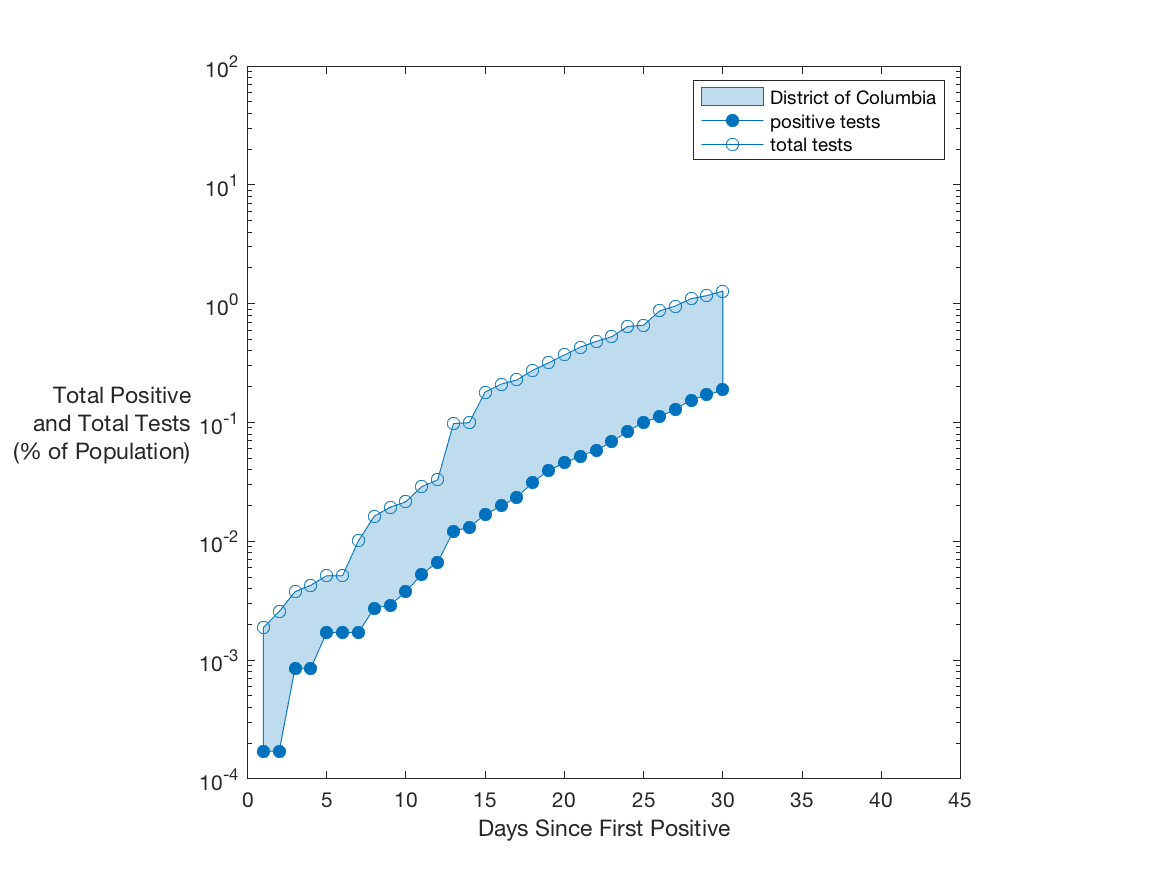 10^2
10^1
10^0
10^-1
10^-2
10^-3
10^-4
Total Positive
and Total Tests
(% of Population)
District of Columbia
positive tests
total tests
0 5 10 15 20 25 30 35 40 45
Days Since First Positive